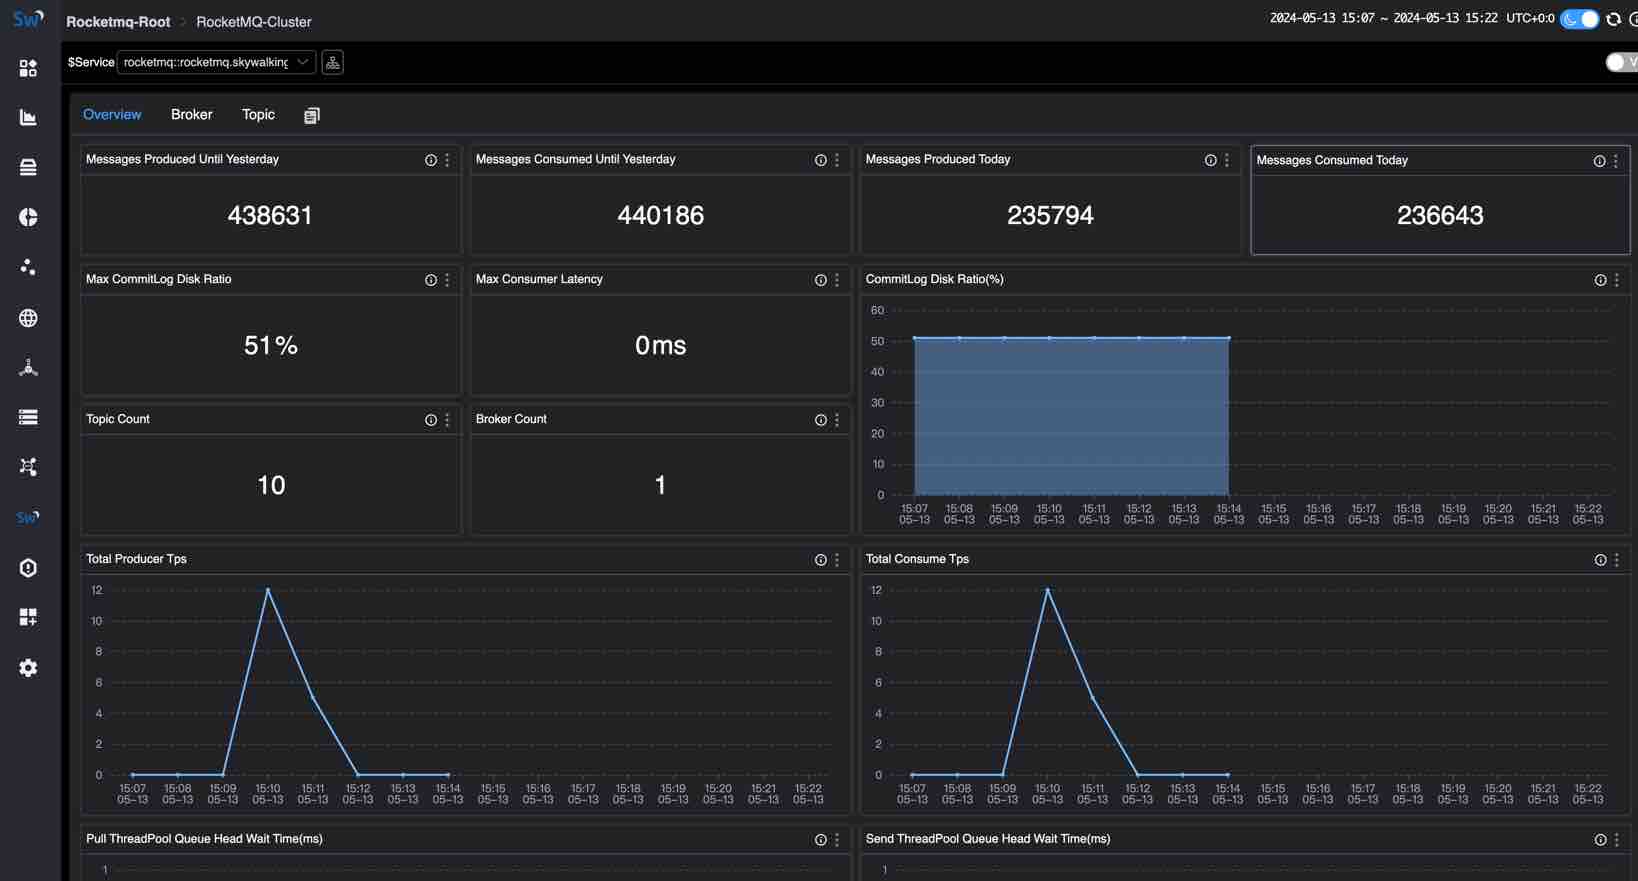 Sw
Rocketmq-Root > RocketMQ-Cluster
2024-05-13 15:07 ~ 2024-05-13 15:22 UTC+0:0
$Service rocketmq::rocketmq.skywalking
V
Overview Broker Topic
Messages Produced Until Yesterday
438631
Messages Consumed Until Yesterday
440186
Messages Produced Today
235794
Messages Consumed Today
236643
Max CommitLog Disk Ratio
51%
Max Consumer Latency
0ms
CommitLog Disk Ratio(%)
60
50
40
30
20
10
0
15:07 15:08 15:09 15:10 15:11 15:12 15:13 15:14 15:15 15:16 15:17 15:18 15:19 15:20 15:21 15:22
05-13 05-13 05-13 05-13 05-13 05-13 05-13 05-13 05-13 05-13 05-13 05-13 05-13 05-13 05-13 05-13
Topic Count
10
Broker Count
1
Sw
Total Producer Tps
12
10
8
6
4
2
0
15:07 15:08 15:09 15:10 15:11 15:12 15:13 15:14 15:15 15:16 15:17 15:18 15:19 15:20 15:21 15:22
05-13 05-13 05-13 05-13 05-13 05-13 05-13 05-13 05-13 05-13 05-13 05-13 05-13 05-13 05-13 05-13
Total Consume Tps
12
10
8
6
4
2
0
15:07 15:08 15:09 15:10 15:11 15:12 15:13 15:14 15:15 15:16 15:17 15:18 15:19 15:20 15:21 15:22
05-13 05-13 05-13 05-13 05-13 05-13 05-13 05-13 05-13 05-13 05-13 05-13 05-13 05-13 05-13 05-13
Pull ThreadPool Queue Head Wait Time(ms)
1
Send ThreadPool Queue Head Wait Time(ms)
1